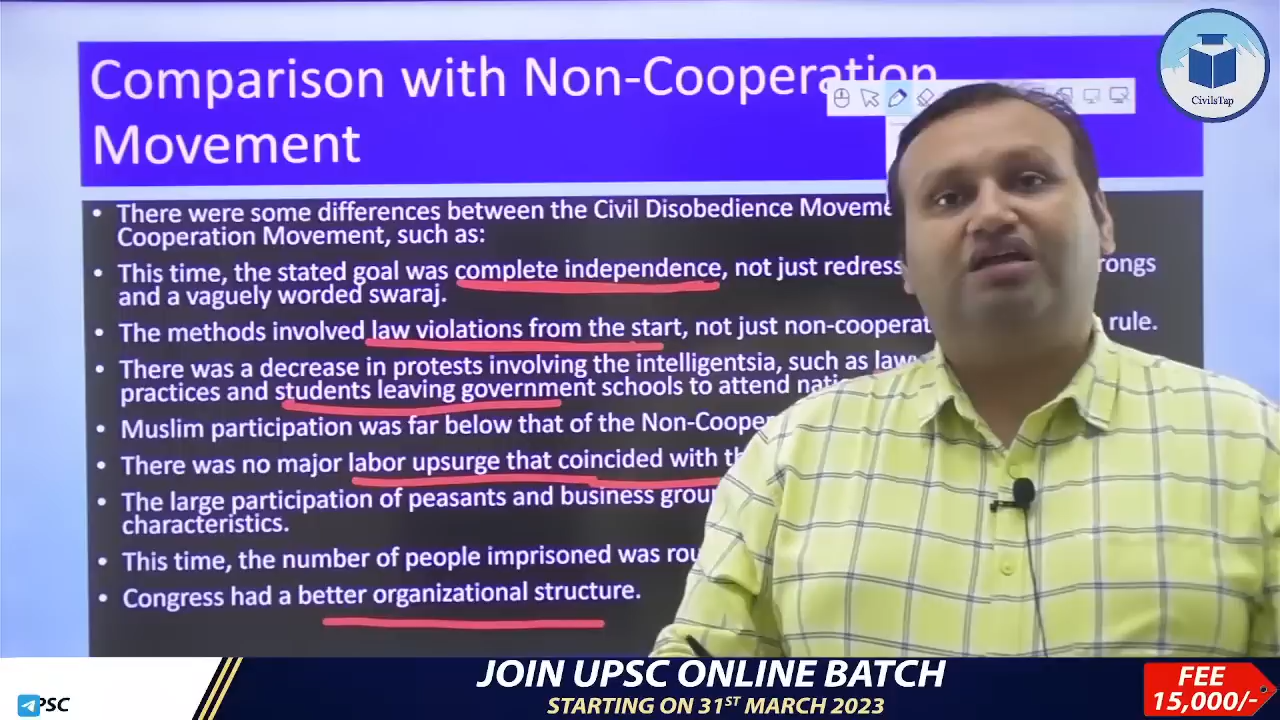 Comparison with Non-Cooperation
Movement
CivilsTap
• There were some differences between the Civil Disobedience
Cooperation Movement, such as:
• This time, the stated goal was complete independence, not just redress
and a vaguely worded swaraj.
• The methods involved law violations from the start, not just rule.
• There was a decrease in protests involving the intelligentsia, such as
practices and students leaving government schools to attend
• Muslim participation was far below that of the
• There was no major labor upsurge that coincided with
• The large participation of peasants and business
characteristics.
• This time, the number of people imprisoned was
• Congress had a better organizational structure.
PSC
JOIN UPSC ONLINE BATCH
STARTING ON 31ST MARCH 2023
FEE
15,000/-